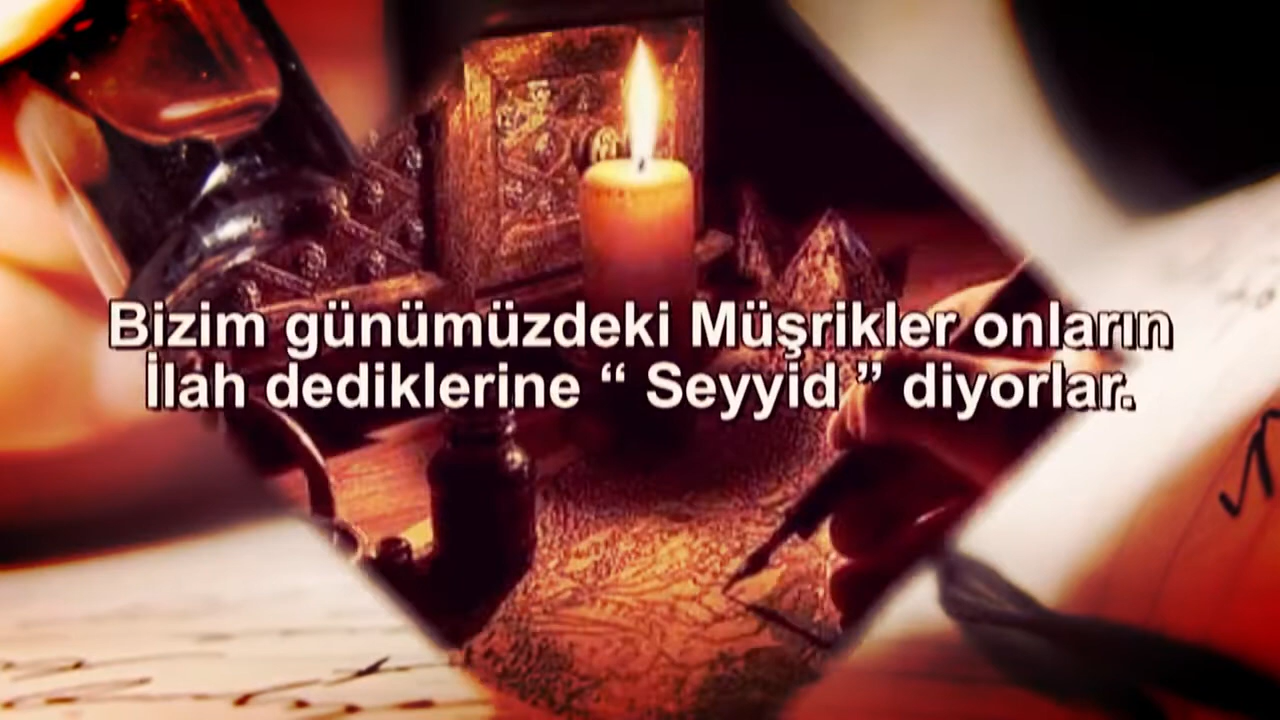 Bizim günümüzdeki Müşrikler onların
İlah dediklerine “ Seyyid ” diyorlar.